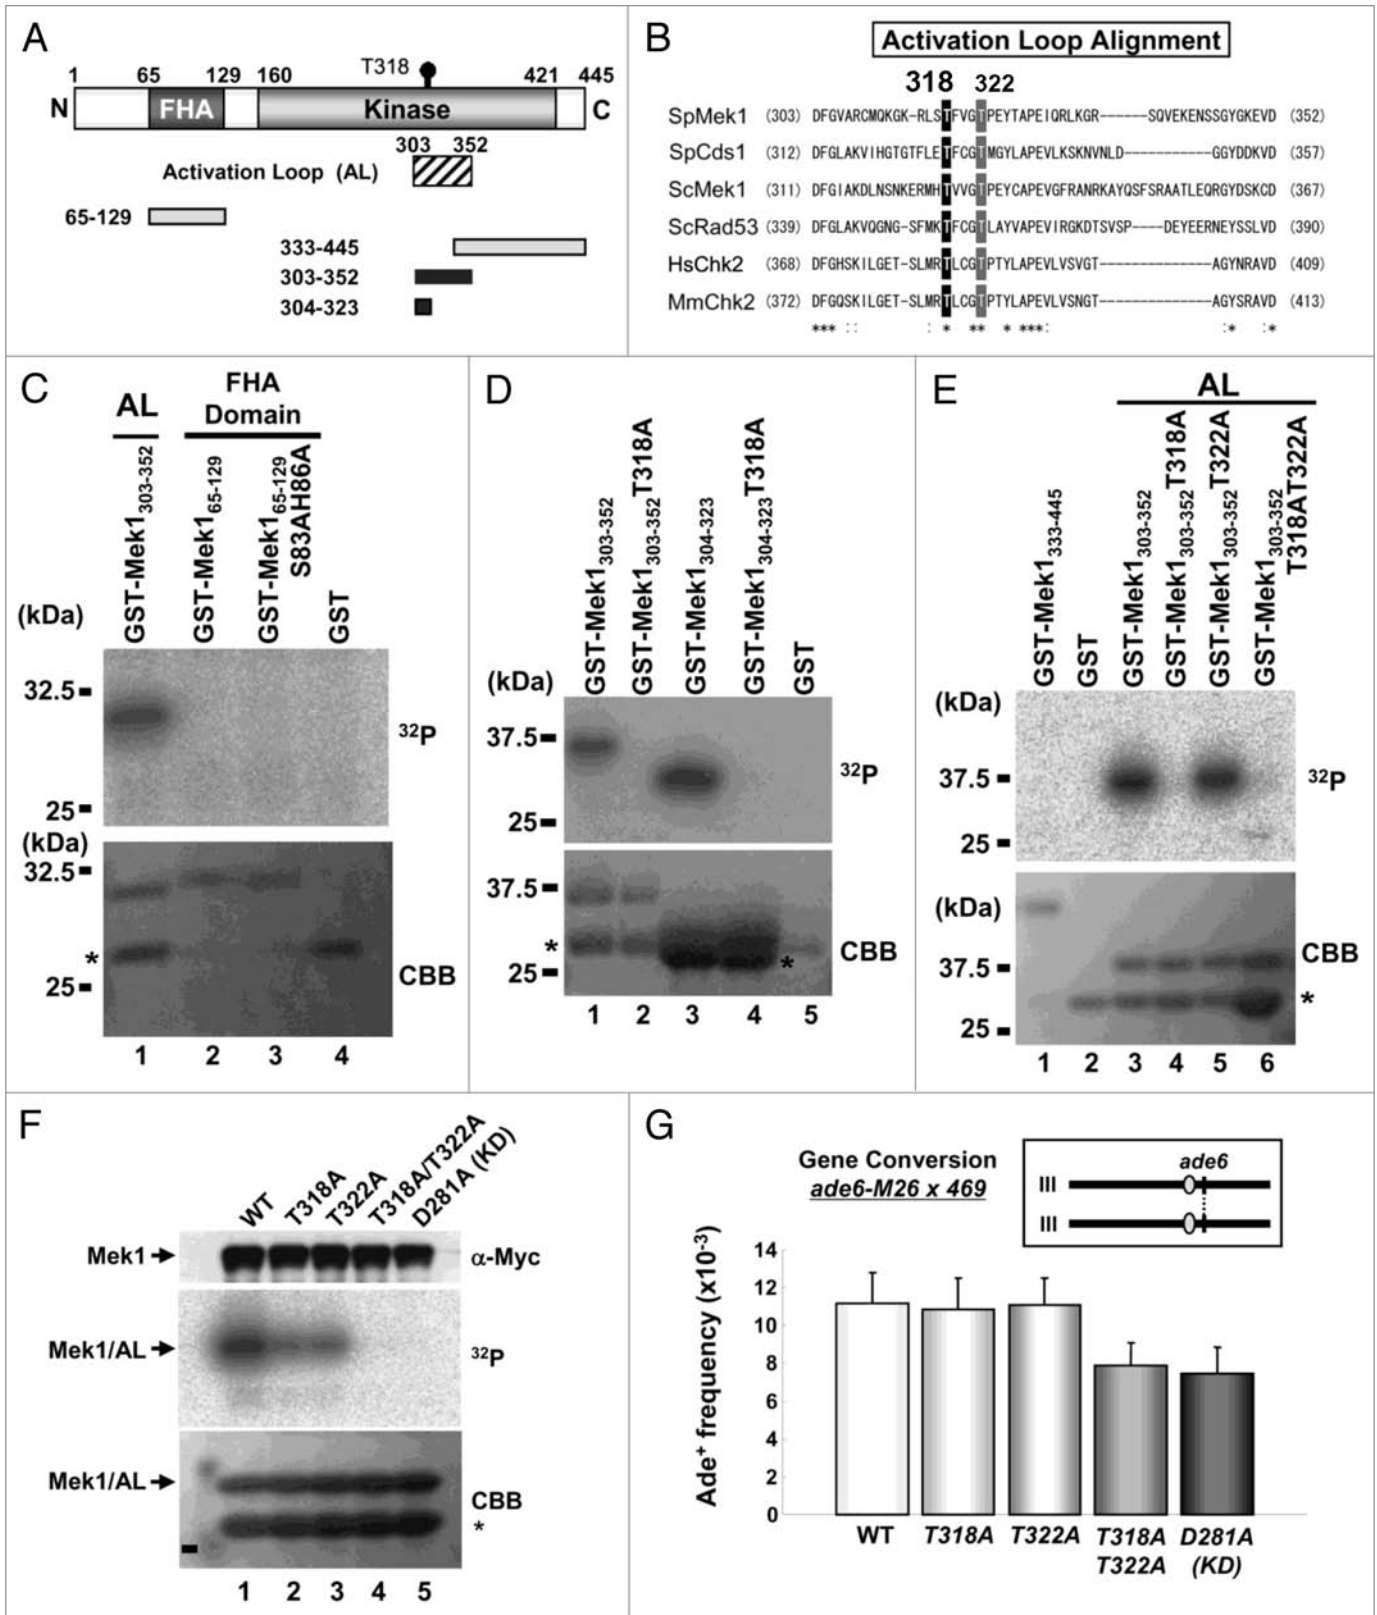 A
1 65 129 160 T318 421 445
N FHA Kinase C
303 352
Activation Loop (AL)
65-129
333-445
303-352
304-323
B
Activation Loop Alignment
318 322
SpMek1 (303) DFGVARCMQKGK-RLSTFVGTPEYTAPEIQRLKGR------SQVEKENSSGYGKEVD (352)
SpCds1 (312) DFGLAKVIHGTGTFLETFCGTMGYLAPEVLKSKNVNLD----------GGYDDKVD (357)
ScMek1 (311) DFGIAKDLNSNKERMHTVVGTPEYCAPEVGFRANRKAYQSFSRAATLEQRGYDSKCD (367)
ScRad53 (339) DFGLAKVQGNG-SFMKTFCGTLAYVAPEVIRGKDTSVSP----DEYEERNEYSSLVD (390)
HsChk2 (368) DFGHSKILGET-SLMRTLCGTPTYLAPEVLVSVGT-------------AGYNRAVD (409)
MmChk2 (372) DFGQSKILGET-SLMRTLCGTPTYLAPEVLVSNGT-------------AGYSRAVD (413)
*** :: : * ** * ***: :* :*
C
AL
FHA
Domain
GST-Mek1303-352
GST-Mek165-129
GST-Mek165-129
S83AH86A
GST
(kDa)
32.5
32P
25
(kDa)
32.5
*
CBB
25
1 2 3 4
D
GST-Mek1303-352
GST-Mek1303-352T318A
GST-Mek1304-323
GST-Mek1304-323T318A
GST
(kDa)
37.5
32P
25
37.5
*
* CBB
25
1 2 3 4 5
E
AL
GST-Mek1333-445
GST
GST-Mek1303-352
GST-Mek1303-352T318A
GST-Mek1303-352T322A
GST-Mek1303-352
T318AT322A
(kDa)
37.5 32P
25
(kDa)
CBB
37.5
*
25
1 2 3 4 5 6
F
WT
T318A
T322A
T318A/T322A
D281A (KD)
Mek1 α-Myc
Mek1/AL 32P
Mek1/AL
CBB
*
1 2 3 4 5
G
Gene Conversion
ade6-M26 x 469
ade6
III
III
Ade+ frequency (x10-3)
14
12
10
8
6
4
2
0
WT T318A T322A T318A D281A
T322A (KD)